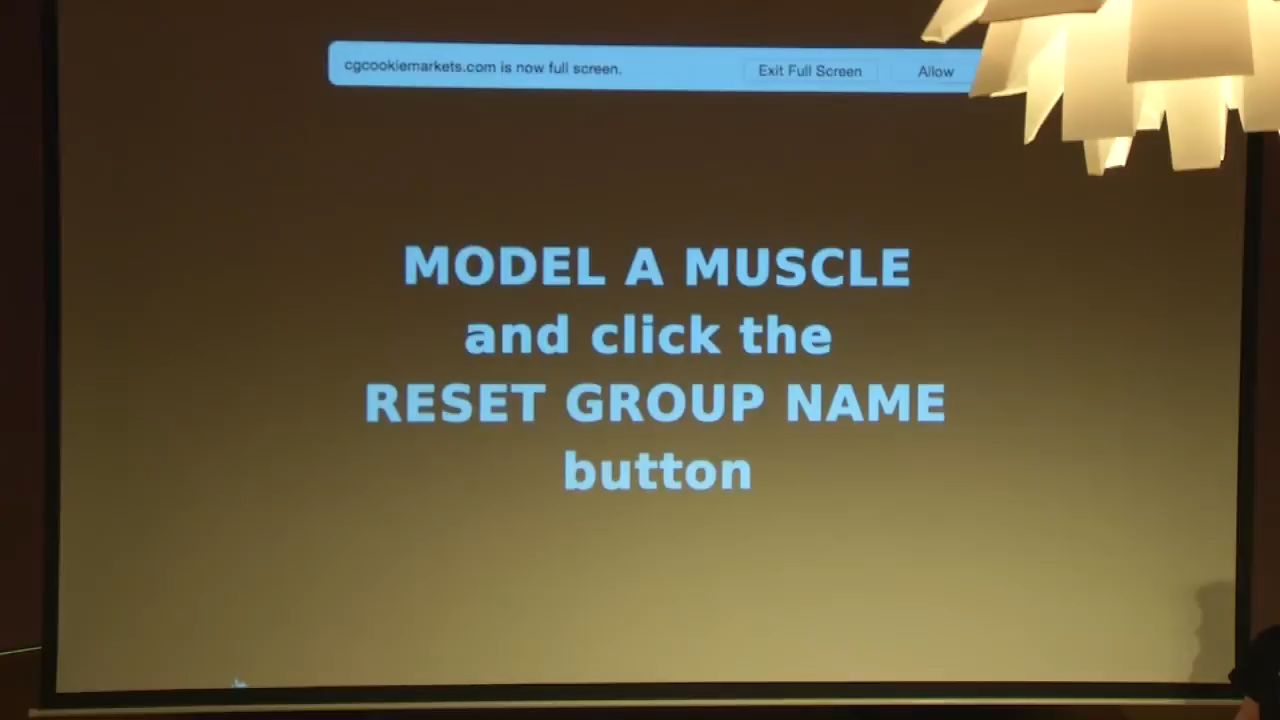 cgcookiemarkets.com is now full screen. Exit Full Screen Allow
MODEL A MUSCLE
and click the
RESET GROUP NAME
button